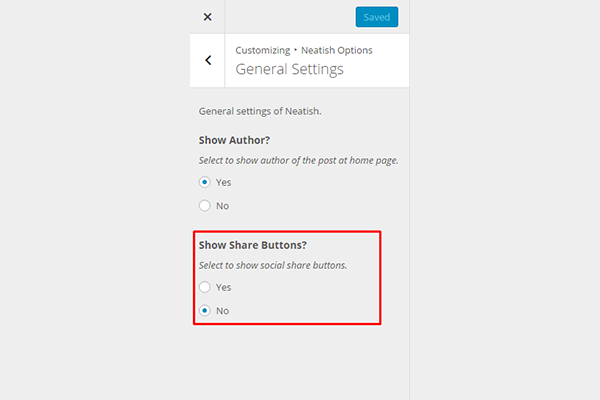 Saved
Customizing • Neatish Options
General Settings
General settings of Neatish.
Show Author?
Select to show author of the post at home page.
Yes
No
Show Share Buttons?
Select to show social share buttons.
Yes
No